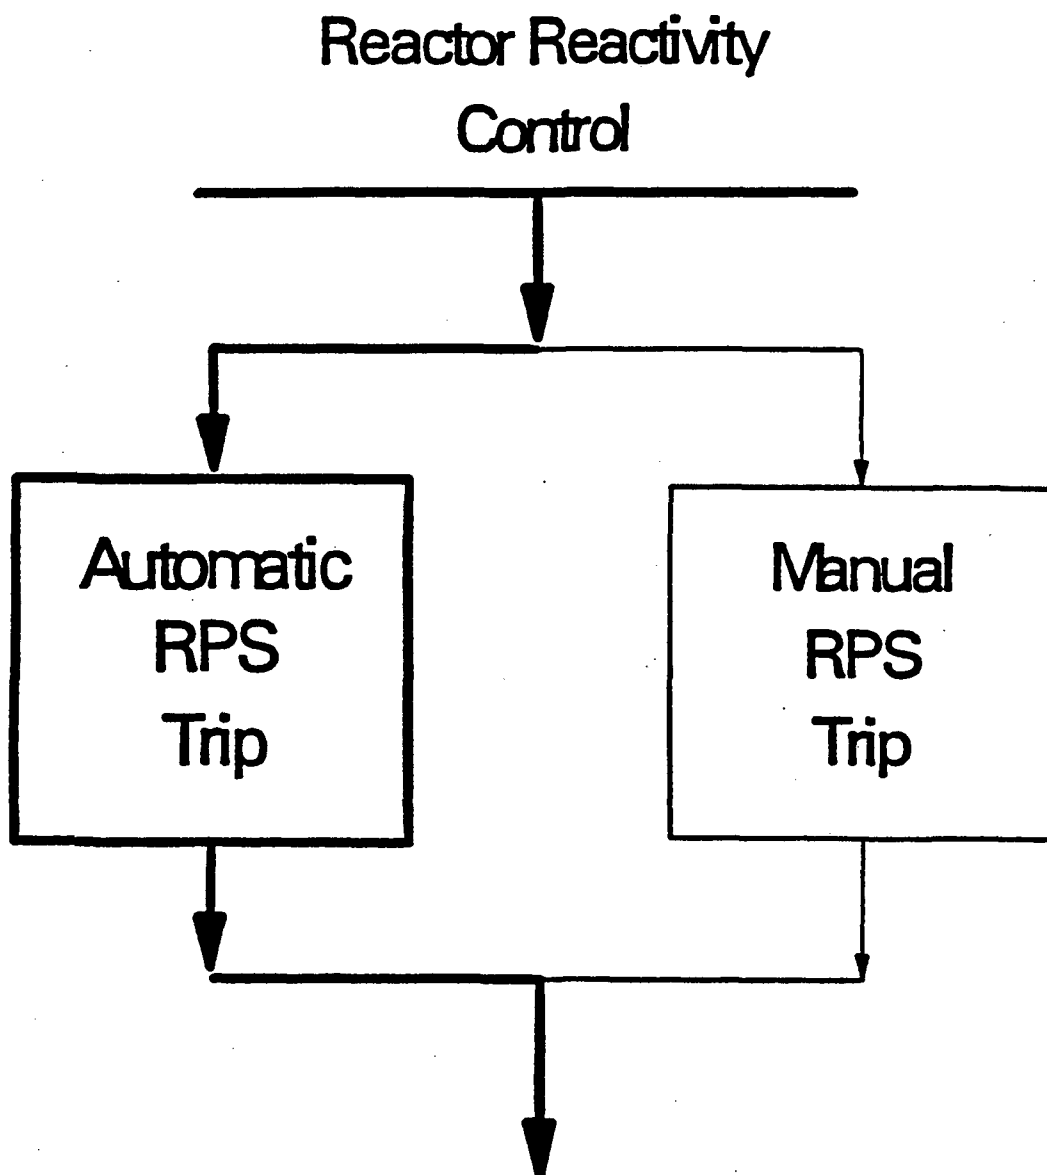 Reactor Reactivity
Control
Automatic
RPS
Trip
Manual
RPS
Trip